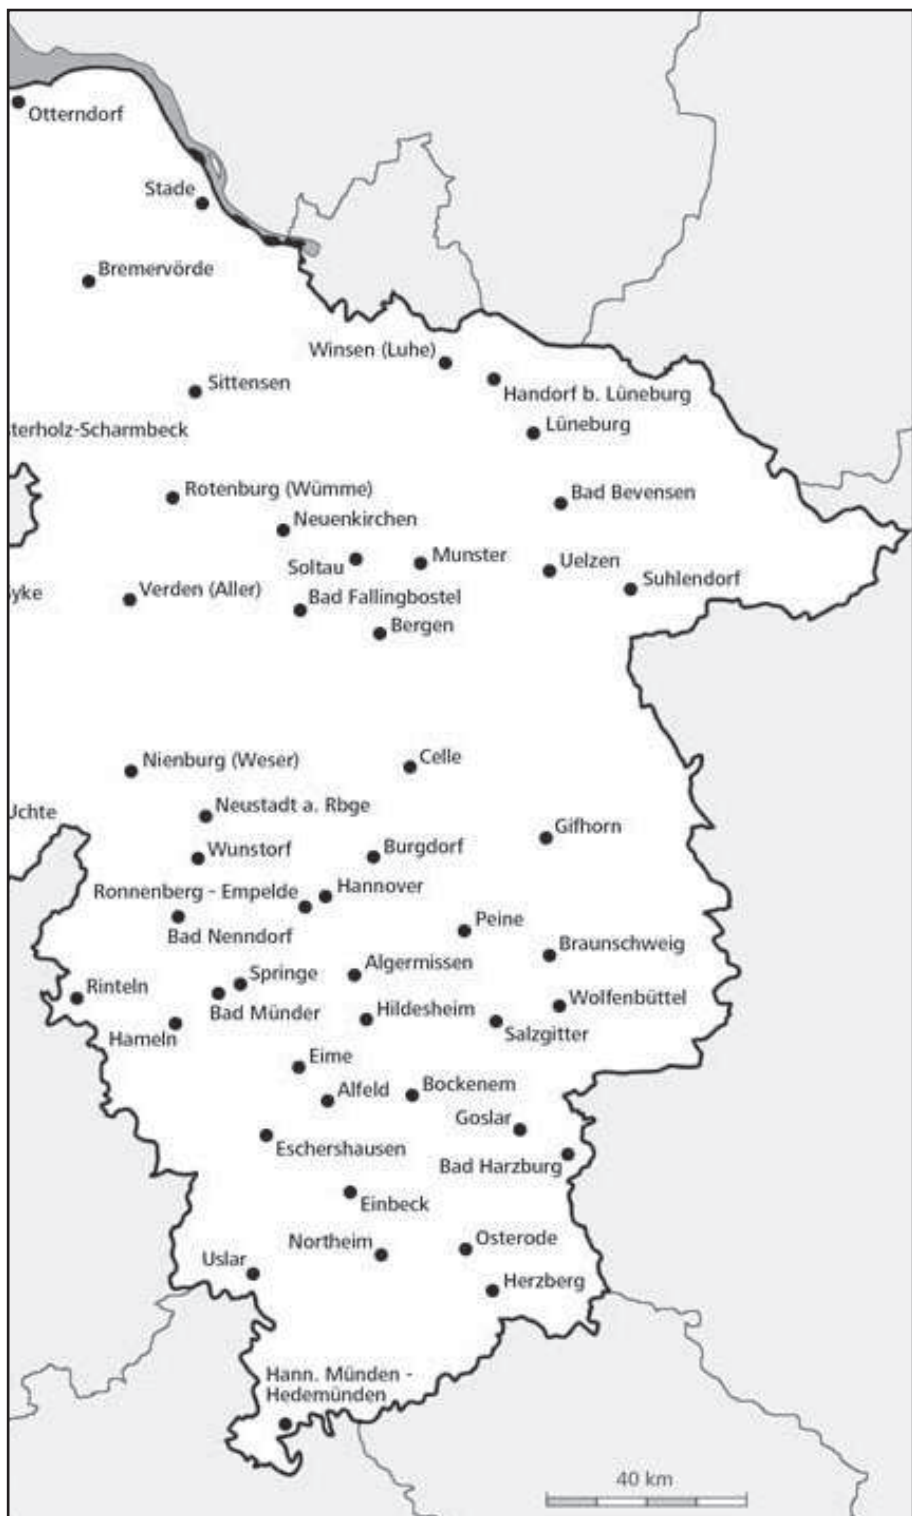 Otterndorf
Stade
Bremervörde
Winsen (Luhe)
Sittensen
Handorf b. Lüneburg
Lüneburg
sterholz-Scharmbeck
Rotenburg (Wümme)
Bad Bevensen
Neuenkirchen
Munster
Uelzen
Soltau
Suhlendorf
yke
Verden (Aller)
Bad Fallingbostel
Bergen
Nienburg (Weser)
Celle
Neustadt a. Rbge
Uchte
Gifhorn
Wunstorf
Burgdorf
Ronnenberg - Empelde
Hannover
Peine
Bad Nenndorf
Braunschweig
Algermissen
Springe
Rinteln
Wolfenbüttel
Bad Münder
Hildesheim
Salzgitter
Hameln
Eime
Alfeld
Bockenem
Goslar
Eschershausen
Bad Harzburg
Einbeck
Northeim
Osterode
Uslar
Herzberg
Hann. Münden -
Hedemünden
40 km